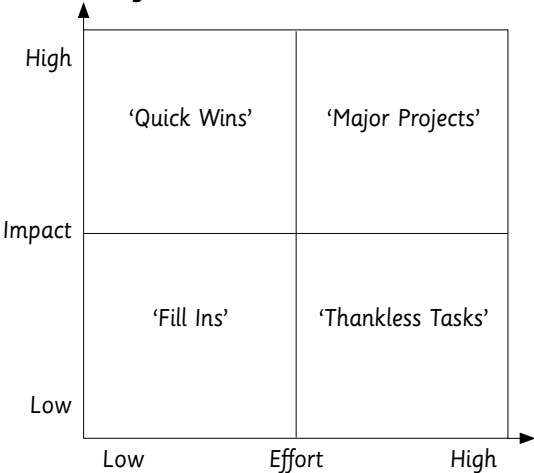 High
‘Quick Wins’ ‘Major Projects’
Impact
‘Fill Ins’ ‘Thankless Tasks’
Low
Low Effort High